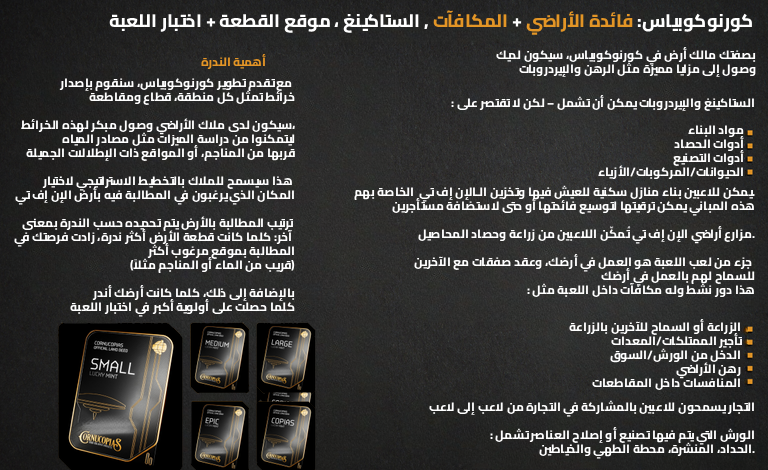 كورنوكوبياس: فائدة الأراضي + المكافآت , الستاكينغ ، موقع القطعة + اختبار اللعبة
بصفتك مالك أرض في كورنوكوبياس، سيكون لديك
وصول إلى مزايا مميزة مثل الرهن والإيردروبات
الستاكينغ والإيردروبات يمكن أن تشمل – لكن لا تقتصر على :
مواد البناء
أدوات الحصاد
أدوات التصنيع
الحيوانات/المركوبات/الأزياء
يمكن للاعبين بناء منازل سكنية للعيش فيها وتخزين الـالإن إف تي الخاصة بهم
هذه المباني يمكن ترقيتها لتوسيع قائمتها أو حتى لاستضافة مستأجرين
.مزارع أراضي الإن إف تي تُمكّن اللاعبين من زراعة وحصاد المحاصيل
جزء من لعب اللعبة هو العمل في أرضك، وعقد صفقات مع الآخرين
للسماح لهم بالعمل في أرضك
هذا دور نشط وله مكافآت داخل اللعبة مثل :
الزراعة أو السماح للآخرين بالزراعة
تأجير الممتلكات/المعدات
الدخل من الورش/السوق
رهن الأراضي
المنافسات داخل المقاطعات
التجار يسمحون للاعبين بالمشاركة في التجارة من لاعب إلى لاعب
الورش التي يتم فيها تصنيع أو إصلاح العناصر تشمل :
.الحداد، المنشرة، محطة الطهي والخياطين
أهمية الندرة
مع تقدم تطوير كورنوكوبياس، سنقوم بإصدار
خرائط تمثل كل منطقة، قطاع ومقاطعة
،سيكون لدى ملاك الأراضي وصول مبكر لهذه الخرائط
ليتمكنوا من دراسة الميزات مثل مصادر المياه
قربها من المناجم، أو المواقع ذات الإطلالات الجميلة
هذا سيسمح للملاك بالتخطيط الاستراتيجي لاختيار
المكان الذي يرغبون في المطالبة فيه بأرض الإن إف تي
ترتيب المطالبة بالأرض يتم تحديده حسب الندرة بمعنى
آخر: كلما كانت قطعة الأرض أكثر ندرة، زادت فرصتك في
المطالبة بموقع مرغوب أكثر
(قريب من الماء أو المناجم مثلاً)
بالإضافة إلى ذلك، كلما كانت أرضك أندر
كلما حصلت على أولوية أكبر في اختبار اللعبة
CORNUCOPIAS
OFFICIAL LAND DEED
SMALL
LUCKY MINT
CORNUCOPIAS
MEDIUM
LARGE
EPIC
COPIAS